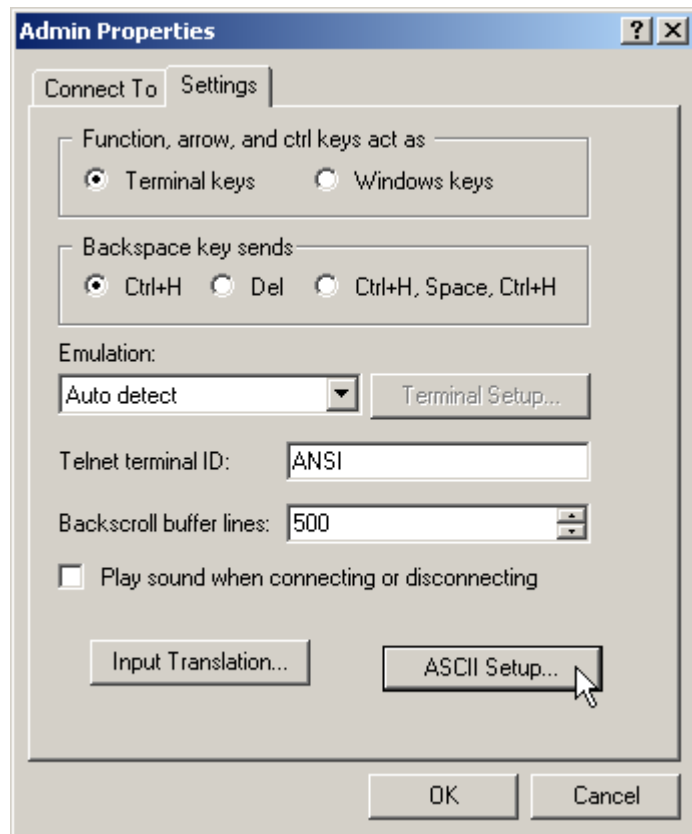 Admin Properties
Connect To Settings
Function, arrow, and ctrl keys act as
Terminal keys Windows keys
Backspace key sends
Ctrl+H Del Ctrl+H, Space, Ctrl+H
Emulation:
Auto detect Terminal Setup...
Telnet terminal ID: ANSI
Backscroll buffer lines: 500
Play sound when connecting or disconnecting
Input Translation... ASCII Setup...
OK Cancel